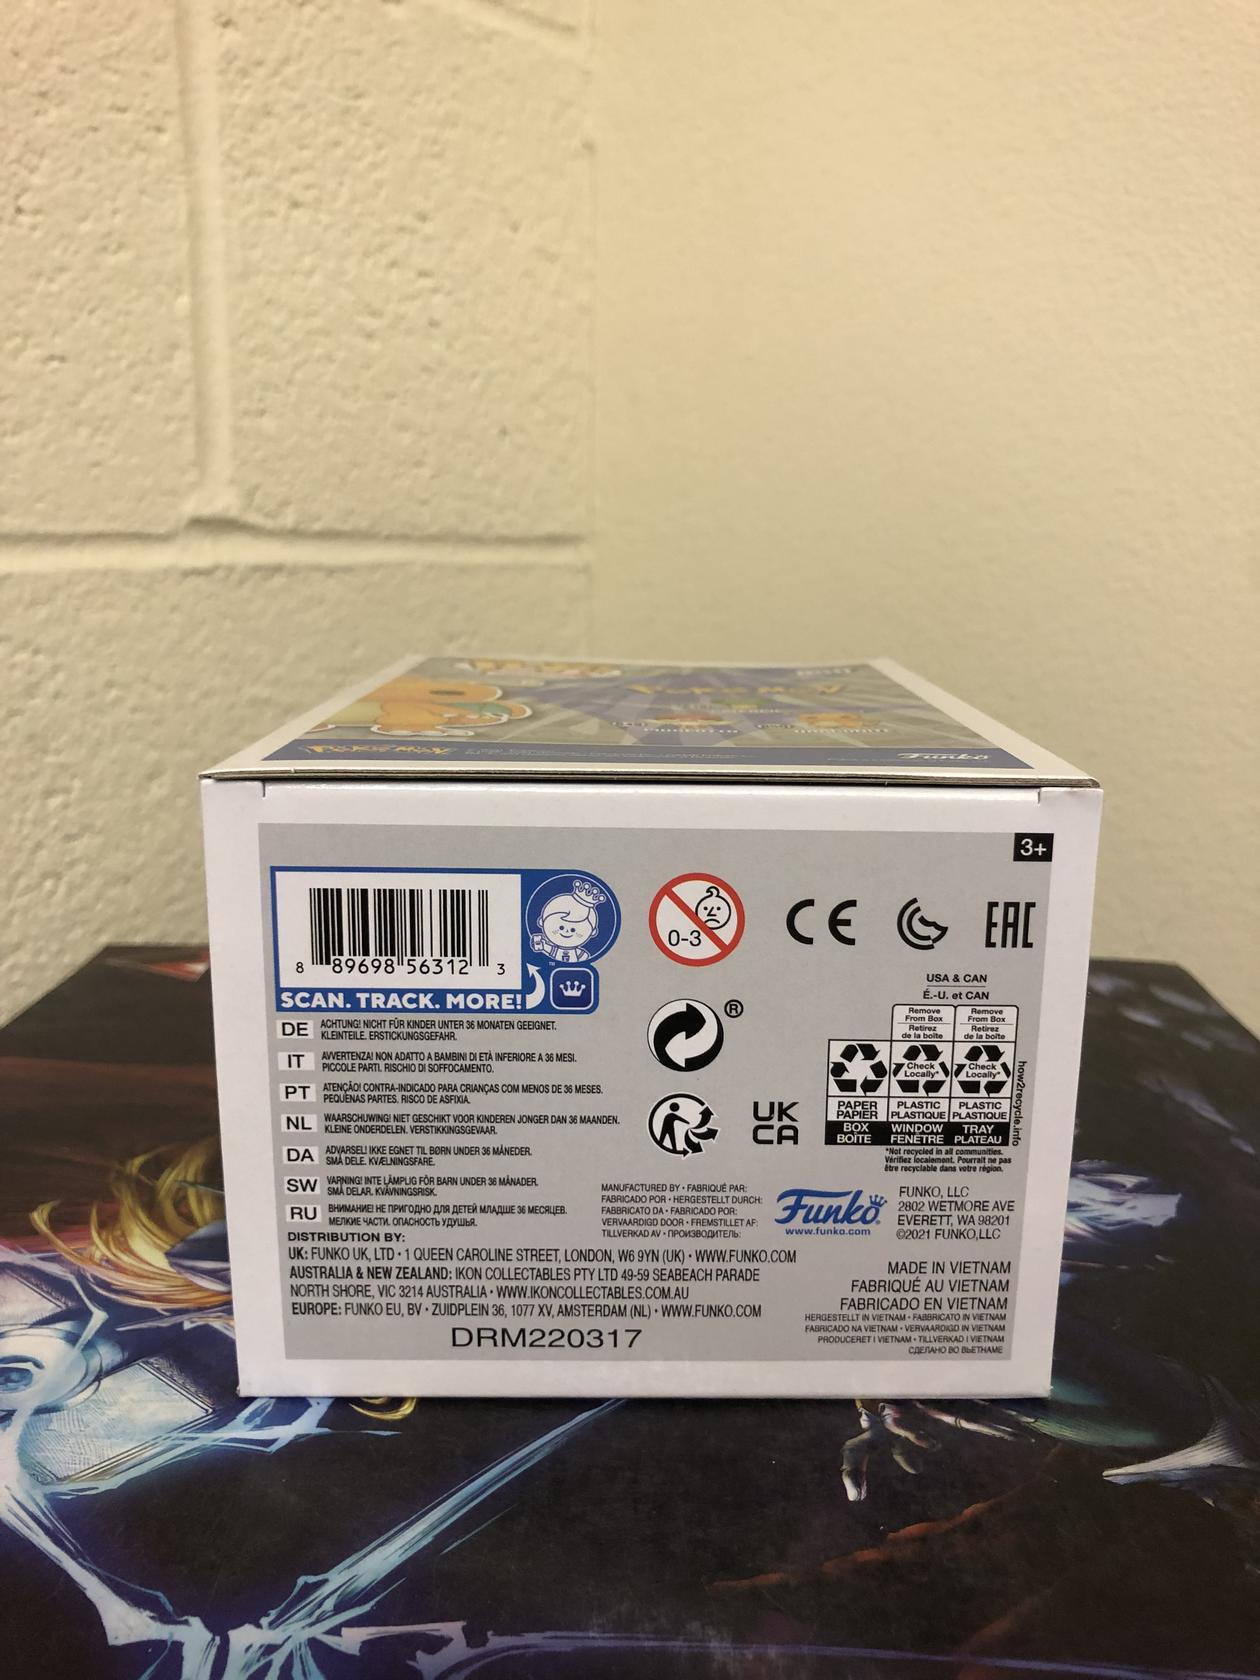 POKÉMON
POKÉMON
Funko
3+
8 89698 56312 3
™
SCAN. TRACK. MORE!
0-3
CE
EAC
DE ACHTUNG! NICHT FÜR KINDER UNTER 36 MONATEN GEEIGNET.
KLEINTEILE. ERSTICKUNGSGEFAHR.
IT AVVERTENZA! NON ADATTO A BAMBINI DI ETÀ INFERIORE A 36 MESI.
PICCOLE PARTI. RISCHIO DI SOFFOCAMENTO.
PT ATENÇÃO! CONTRA-INDICADO PARA CRIANÇAS COM MENOS DE 36 MESES.
PEQUENAS PARTES. RISCO DE ASFIXIA.
NL WAARSCHUWING! NIET GESCHIKT VOOR KINDEREN JONGER DAN 36 MAANDEN.
KLEINE ONDERDELEN. VERSTIKKINGSGEVAAR.
DA ADVARSEL! IKKE EGNET TIL BØRN UNDER 36 MÅNEDER.
SMÅ DELE. KVÆLNINGSFARE.
SW VARNING! INTE LÄMPLIG FÖR BARN UNDER 36 MÅNADER.
SMÅ DELAR. KVÄVNINGSRISK.
RU ВНИМАНИЕ! НЕ ПРИГОДНО ДЛЯ ДЕТЕЙ МЛАДШЕ 36 МЕСЯЦЕВ.
МЕЛКИЕ ЧАСТИ. ОПАСНОСТЬ УДУШЬЯ.
®
UK
CA
USA & CAN
É.-U. et CAN
Remove From Box
Retirez de la boîte
Remove From Box
Retirez de la boîte
Check Locally*
Check Locally*
PAPER PAPIER
PLASTIC PLASTIQUE
PLASTIC PLASTIQUE
BOX BOÎTE
WINDOW FENÊTRE
TRAY PLATEAU
how2recycle.info
*Not recycled in all communities.
Vérifiez localement. Pourrait ne pas
être recyclable dans votre région.
MANUFACTURED BY • FABRIQUÉ PAR:
FABRICADO POR • HERGESTELLT DURCH:
FABBRICATO DA • FABRICADO POR:
VERVAARDIGD DOOR • FREMSTILLET AF:
TILLVERKAD AV • ПРОИЗВОДИТЕЛЬ:
Funko®
www.funko.com
FUNKO, LLC
2802 WETMORE AVE
EVERETT, WA 98201
©2021 FUNKO,LLC
DISTRIBUTION BY:
UK: FUNKO UK, LTD • 1 QUEEN CAROLINE STREET, LONDON, W6 9YN (UK) • WWW.FUNKO.COM
AUSTRALIA & NEW ZEALAND: IKON COLLECTABLES PTY LTD 49-59 SEABEACH PARADE
NORTH SHORE, VIC 3214 AUSTRALIA • WWW.IKONCOLLECTABLES.COM.AU
EUROPE: FUNKO EU, BV • ZUIDPLEIN 36, 1077 XV, AMSTERDAM (NL) • WWW.FUNKO.COM
DRM220317
MADE IN VIETNAM
FABRIQUÉ AU VIETNAM
FABRICADO EN VIETNAM
HERGESTELLT IN VIETNAM • FABBRICATO IN VIETNAM
FABRICADO NA VIETNAM • VERVAARDIGD IN VIETNAM
PRODUCERET I VIETNAM • TILLVERKAD I VIETNAM
СДЕЛАНО ВО ВЬЕТНАМЕ